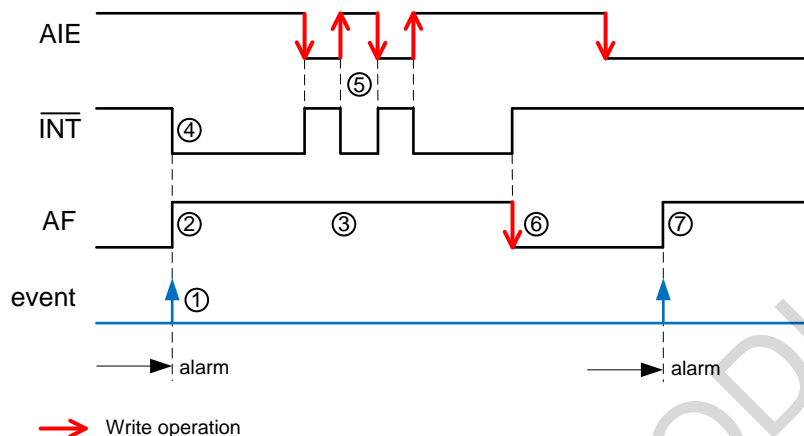 AIE
⑤
INT
④
AF
② ③ ⑥ ⑦
event
①
alarm alarm
Write operation